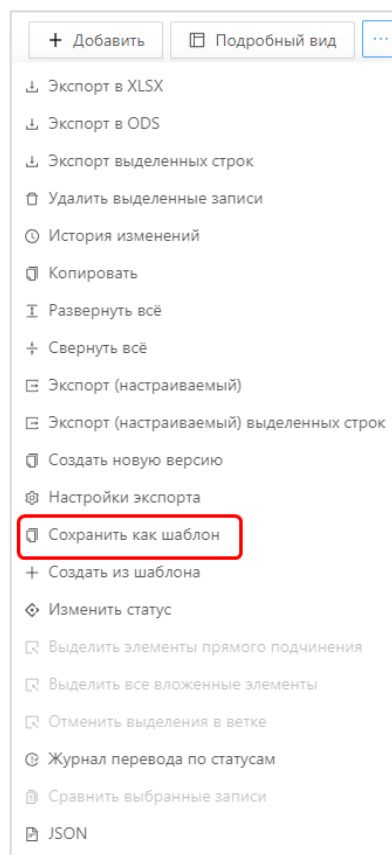 + Добавить Подробный вид ...
Экспорт в XLSX
Экспорт в ODS
Экспорт выделенных строк
Удалить выделенные записи
История изменений
Копировать
Развернуть всё
Свернуть всё
Экспорт (настраиваемый)
Экспорт (настраиваемый) выделенных строк
Создать новую версию
Настройки экспорта
Сохранить как шаблон
+ Создать из шаблона
Изменить статус
Выделить элементы прямого подчинения
Выделить все вложенные элементы
Отменить выделения в ветке
Журнал перевода по статусам
Сравнить выбранные записи
JSON